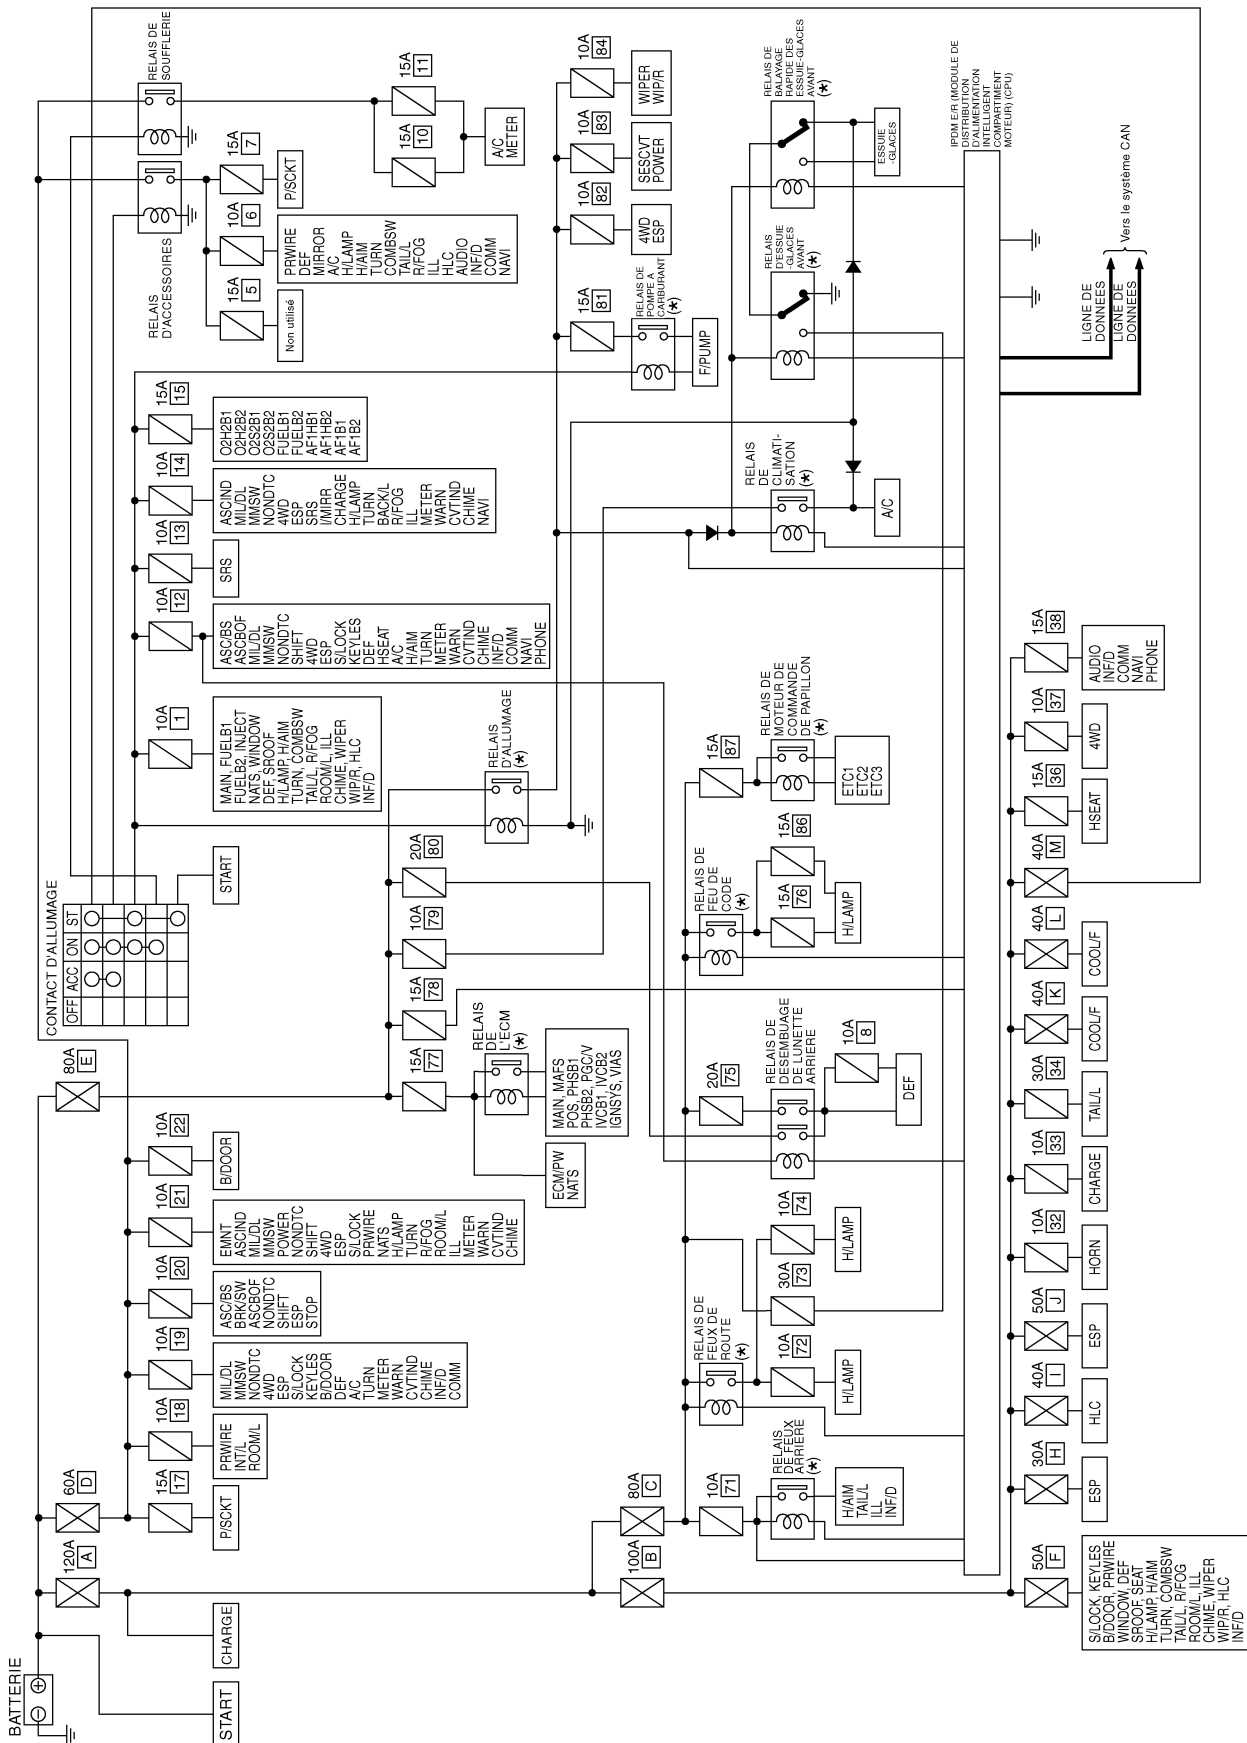 BATTERIE
120A
A
60A
D
80A
E
START
CHARGE
15A
17
P/SCKT
10A
18
PRWIRE
INT/L
ROOM/L
10A
19
MIL/DL
MMSW
NONDTC
4WD
ESP
S/LOCK
KEYLES
B/DOOR
DEF
A/C
TURN
METER
WARN
CVTIND
CHIME
INF/D
COMM
10A
20
ASC/BS
BRK/SW
ASCBOF
NONDTC
SHIFT
ESP
STOP
10A
21
EMNT
ASCIND
MIL/DL
MMSW
POWER
NONDTC
SHIFT
4WD
ESP
S/LOCK
PRWIRE
NATS
H/LAMP
TURN
R/FOG
ROOM/L
ILL
METER
WARN
CVTIND
CHIME
10A
22
B/DOOR
CONTACT D'ALLUMAGE
OFF ACC ON ST
START
10A
1
MAIN, FUELB1
FUELB2, INJECT
NATS, WINDOW
DEF, SROOF
H/LAMP, H/AIM
TURN, COMBSW
TAIL/L, R/FOG
ROOM/L, ILL
CHIME, WIPER
WIP/R, HLC
INF/D
10A
12
ASC/BS
ASCBOF
MIL/DL
MMSW
NONDTC
SHIFT
4WD
ESP
S/LOCK
KEYLES
DEF
HSEAT
A/C
H/AIM
TURN
METER
WARN
CVTIND
CHIME
INF/D
COMM
NAVI
PHONE
10A
13
SRS
10A
14
ASCIND
MIL/DL
MMSW
NONDTC
4WD
ESP
SRS
I/MIRR
CHARGE
H/LAMP
TURN
BACK/L
R/FOG
ILL
METER
WARN
CVTIND
CHIME
NAVI
15A
15
O2H2B1
O2H2B2
O2S2B1
O2S2B2
FUELB1
FUELB2
AF1HB1
AF1HB2
AF1B1
AF1B2
RELAIS
D'ACCESSOIRES
15A
5
Non utilisé
10A
6
PRWIRE
DEF
MIRROR
A/C
H/LAMP
H/AIM
TURN
COMBSW
TAIL/L
R/FOG
ILL
HLC
AUDIO
INF/D
COMM
NAVI
15A
7
P/SCKT
RELAIS DE
SOUFFLERIE
15A
10
15A
11
A/C
METER
15A
77
RELAIS
DE
L'ECM
(*)
MAIN, MAFS
POS, PHSB1
PHSB2, PGC/V
IVCB1, IVCB2
IGNSYS, VIAS
ECM/PW
NATS
15A
78
10A
79
20A
80
RELAIS
D'ALLUMAGE
(*)
15A
81
RELAIS DE
POMPE A
CARBURANT
(*)
F/PUMP
10A
82
4WD
ESP
10A
83
SESCVT
POWER
10A
84
WIPER
WIP/R
100A
B
80A
C
10A
71
RELAIS
DE FEUX
ARRIERE
(*)
H/AIM
TAIL/L
ILL
INF/D
RELAIS DE
FEUX DE
ROUTE
(*)
10A
72
H/LAMP
30A
73
10A
74
H/LAMP
20A
75
RELAIS DE
DESEMBUAGE
DE LUNETTE
ARRIERE
10A
8
DEF
RELAIS DE
FEU DE
CODE
(*)
15A
76
15A
86
H/LAMP
15A
87
RELAIS DE
MOTEUR DE
COMMANDE
DE PAPILLON
(*)
ETC1
ETC2
ETC3
RELAIS
DE
CLIMATI-
SATION
(*)
A/C
RELAIS
D'ESSUIE
-GLACES
AVANT
(*)
RELAIS DE
BALAYAGE
RAPIDE DES
ESSUIE-GLACES
AVANT
(*)
ESSUIE
-GLACES
IPDM E/R (MODULE DE
DISTRIBUTION
D'ALIMENTATION
INTELLIGENT
COMPARTIMENT
MOTEUR) (CPU)
LIGNE DE
DONNEES
LIGNE DE
DONNEES
Vers le système CAN
50A
F
S/LOCK, KEYLES
B/DOOR, PRWIRE
WINDOW, DEF
SROOF, SEAT
H/LAMP, H/AIM
TURN, COMBSW
TAIL/L, R/FOG
ROOM/L, ILL
CHIME, WIPER
WIP/R, HLC
INF/D
30A
H
ESP
40A
I
HLC
50A
J
ESP
10A
32
HORN
10A
33
CHARGE
30A
34
TAIL/L
40A
K
COOL/F
40A
L
COOL/F
40A
M
15A
36
HSEAT
10A
37
4WD
15A
38
AUDIO
INF/D
COMM
NAVI
PHONE